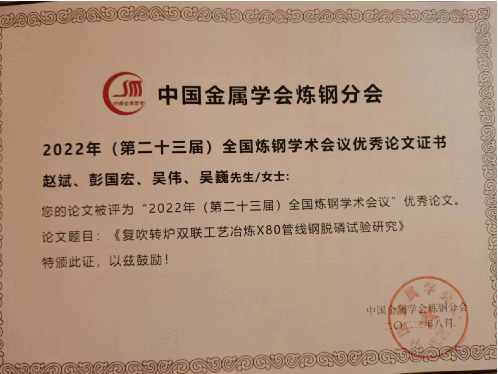 中国金属学会
中国金属学会炼钢分会
2022年（第二十三届）全国炼钢学术会议优秀论文证书
赵斌、彭国宏、吴伟、吴巍先生/女士：
您的论文被评为“2022年（第二十三届）全国炼钢学术会议”优秀论文。
论文题目：《复吹转炉双联工艺冶炼X80管线钢脱磷试验研究》
特颁此证，以兹鼓励！
中国金属学会炼钢分会
二〇二二年八月